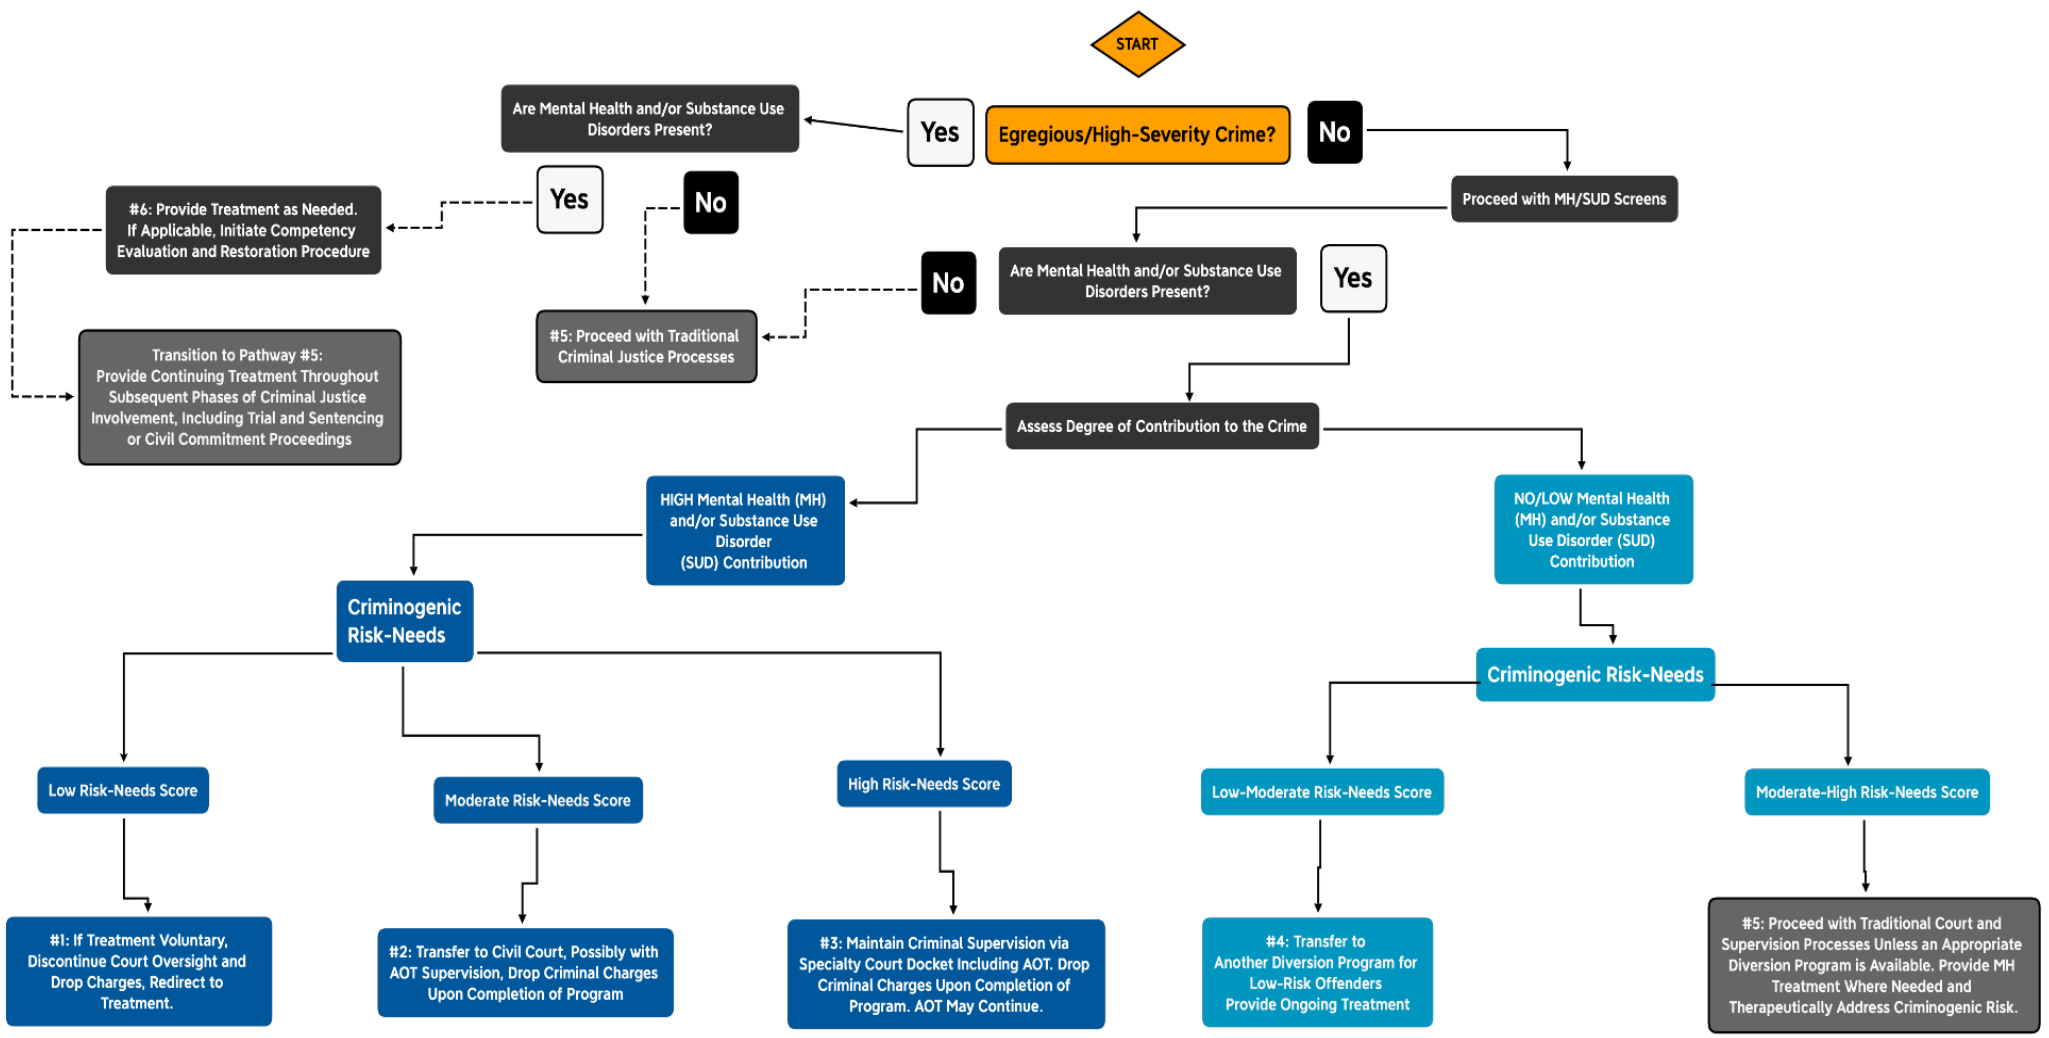 START
Are Mental Health and/or Substance Use
Disorders Present?
Yes
Egregious/High-Severity Crime?
No
Yes
No
Proceed with MH/SUD Screens
#6: Provide Treatment as Needed.
If Applicable, Initiate Competency
Evaluation and Restoration Procedure
No
Are Mental Health and/or Substance Use
Disorders Present?
Yes
#5: Proceed with Traditional
Criminal Justice Processes
Transition to Pathway #5:
Provide Continuing Treatment Throughout
Subsequent Phases of Criminal Justice
Involvement, Including Trial and Sentencing
or Civil Commitment Proceedings
Assess Degree of Contribution to the Crime
HIGH Mental Health (MH)
and/or Substance Use
Disorder
(SUD) Contribution
NO/LOW Mental Health
(MH) and/or Substance
Use Disorder (SUD)
Contribution
Criminogenic
Risk-Needs
Criminogenic Risk-Needs
Low Risk-Needs Score
Moderate Risk-Needs Score
High Risk-Needs Score
Low-Moderate Risk-Needs Score
Moderate-High Risk-Needs Score
#1: If Treatment Voluntary,
Discontinue Court Oversight and
Drop Charges, Redirect to
Treatment.
#2: Transfer to Civil Court, Possibly with
AOT Supervision, Drop Criminal Charges
Upon Completion of Program
#3: Maintain Criminal Supervision via
Specialty Court Docket Including AOT. Drop
Criminal Charges Upon Completion of
Program. AOT May Continue.
#4: Transfer to
Another Diversion Program for
Low-Risk Offenders
Provide Ongoing Treatment
#5: Proceed with Traditional Court and
Supervision Processes Unless an Appropriate
Diversion Program is Available. Provide MH
Treatment Where Needed and
Therapeutically Address Criminogenic Risk.